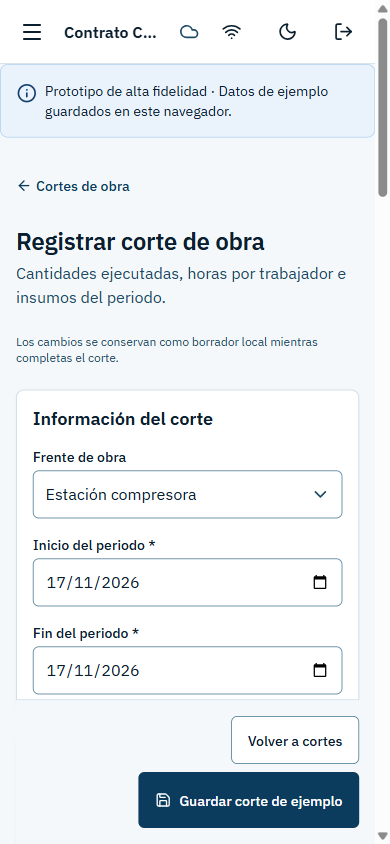 Contrato C...
Prototipo de alta fidelidad · Datos de ejemplo
guardados en este navegador.
← Cortes de obra
Registrar corte de obra
Cantidades ejecutadas, horas por trabajador e
insumos del periodo.
Los cambios se conservan como borrador local mientras
completas el corte.
Información del corte
Frente de obra
Estación compresora
Inicio del periodo *
17/11/2026
Fin del periodo *
17/11/2026
Volver a cortes
Guardar corte de ejemplo